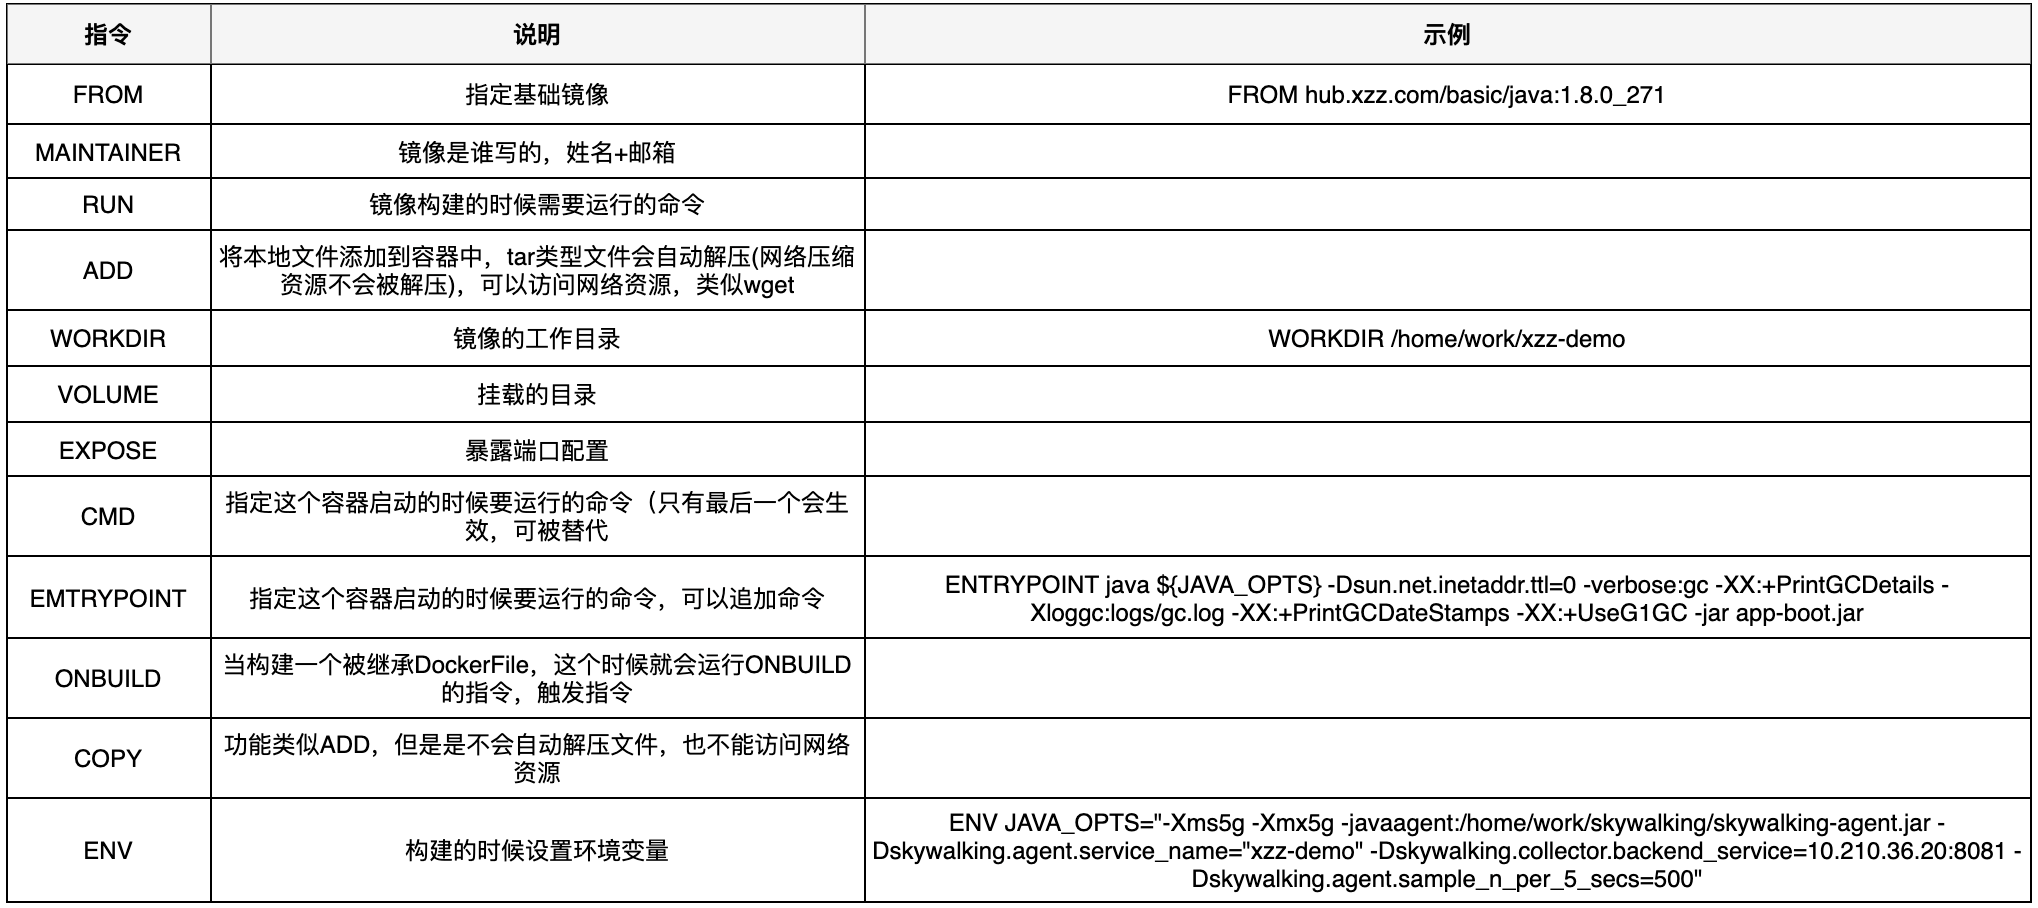 指令 说明 示例
FROM 指定基础镜像 FROM hub.xzz.com/basic/java:1.8.0_271
MAINTAINER 镜像是谁写的，姓名+邮箱
RUN 镜像构建的时候需要运行的命令
ADD 将本地文件添加到容器中，tar类型文件会自动解压(网络压缩
资源不会被解压)，可以访问网络资源，类似wget
WORKDIR 镜像的工作目录 WORKDIR /home/work/xzz-demo
VOLUME 挂载的目录
EXPOSE 暴露端口配置
CMD 指定这个容器启动的时候要运行的命令（只有最后一个会生
效，可被替代
EMTRYPOINT 指定这个容器启动的时候要运行的命令，可以追加命令 ENTRYPOINT java ${JAVA_OPTS} -Dsun.net.inetaddr.ttl=0 -verbose:gc -XX:+PrintGCDetails -
Xloggc:logs/gc.log -XX:+PrintGCDateStamps -XX:+UseG1GC -jar app-boot.jar
ONBUILD 当构建一个被继承DockerFile，这个时候就会运行ONBUILD
的指令，触发指令
COPY 功能类似ADD，但是是不会自动解压文件，也不能访问网络
资源
ENV 构建的时候设置环境变量 ENV JAVA_OPTS="-Xms5g -Xmx5g -javaagent:/home/work/skywalking/skywalking-agent.jar -
Dskywalking.agent.service_name="xzz-demo" -Dskywalking.collector.backend_service=10.210.36.20:8081 -
Dskywalking.agent.sample_n_per_5_secs=500"